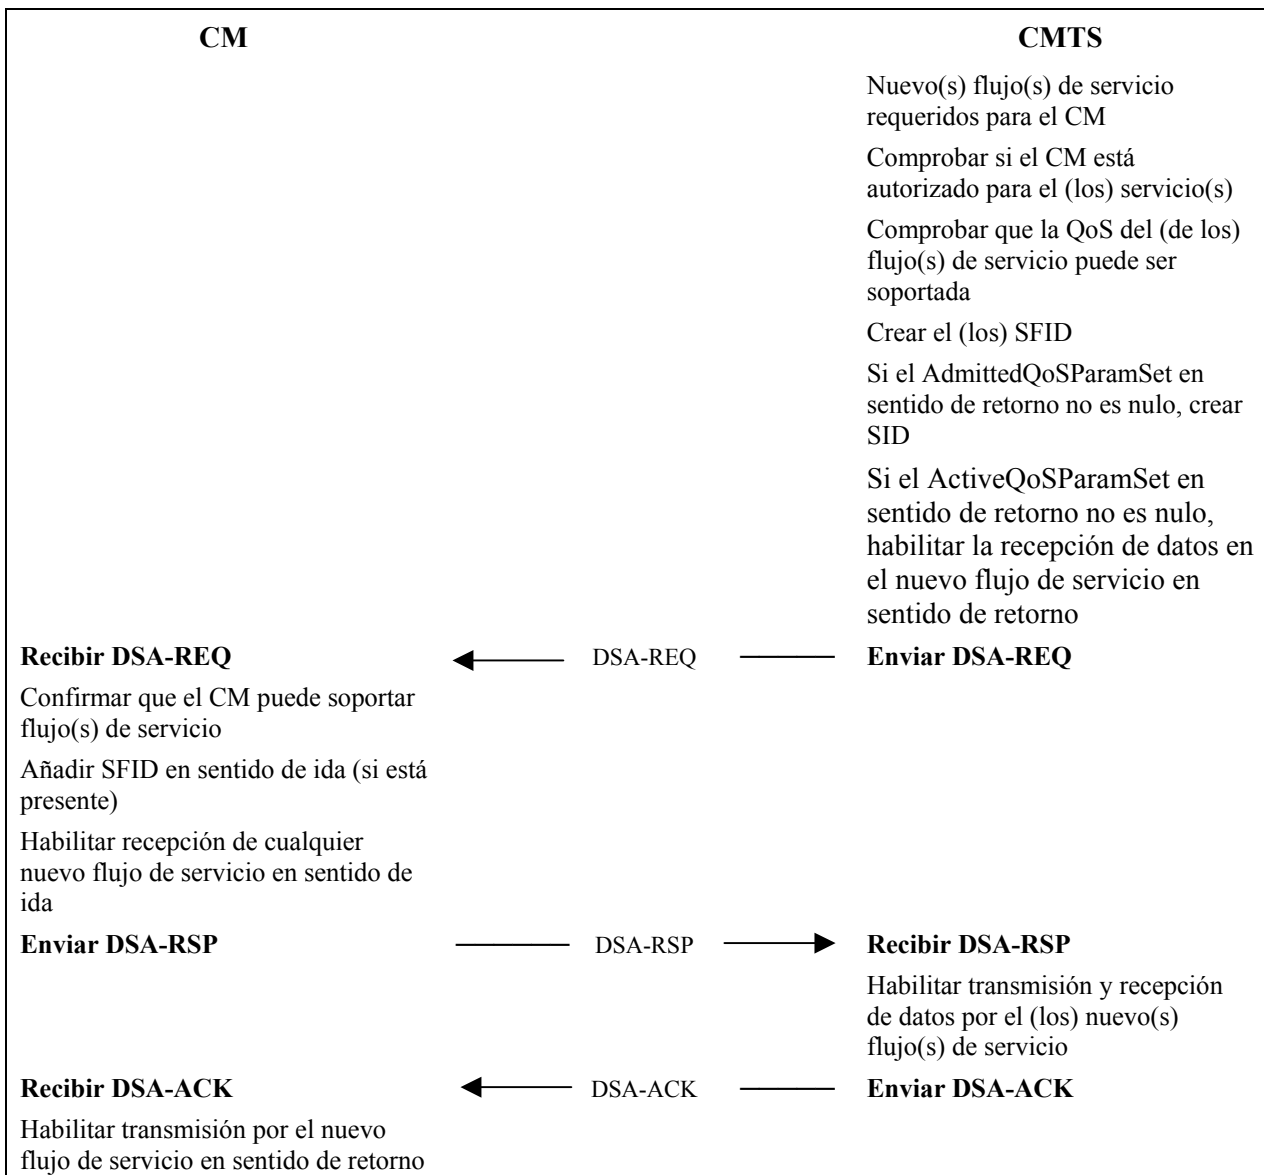 CM CMTS
Nuevo(s) flujo(s) de servicio
requeridos para el CM
Comprobar si el CM está
autorizado para el (los) servicio(s)
Comprobar que la QoS del (de los)
flujo(s) de servicio puede ser
soportada
Crear el (los) SFID
Si el AdmittedQoSParamSet en
sentido de retorno no es nulo, crear
SID
Si el ActiveQoSParamSet en
sentido de retorno no es nulo,
habilitar la recepción de datos en
el nuevo flujo de servicio en
sentido de retorno
Recibir DSA-REQ DSA-REQ Enviar DSA-REQ
Confirmar que el CM puede soportar
flujo(s) de servicio
Añadir SFID en sentido de ida (si está
presente)
Habilitar recepción de cualquier
nuevo flujo de servicio en sentido de
ida
Enviar DSA-RSP DSA-RSP Recibir DSA-RSP
Habilitar transmisión y recepción
de datos por el (los) nuevo(s)
flujo(s) de servicio
Recibir DSA-ACK DSA-ACK Enviar DSA-ACK
Habilitar transmisión por el nuevo
flujo de servicio en sentido de retorno